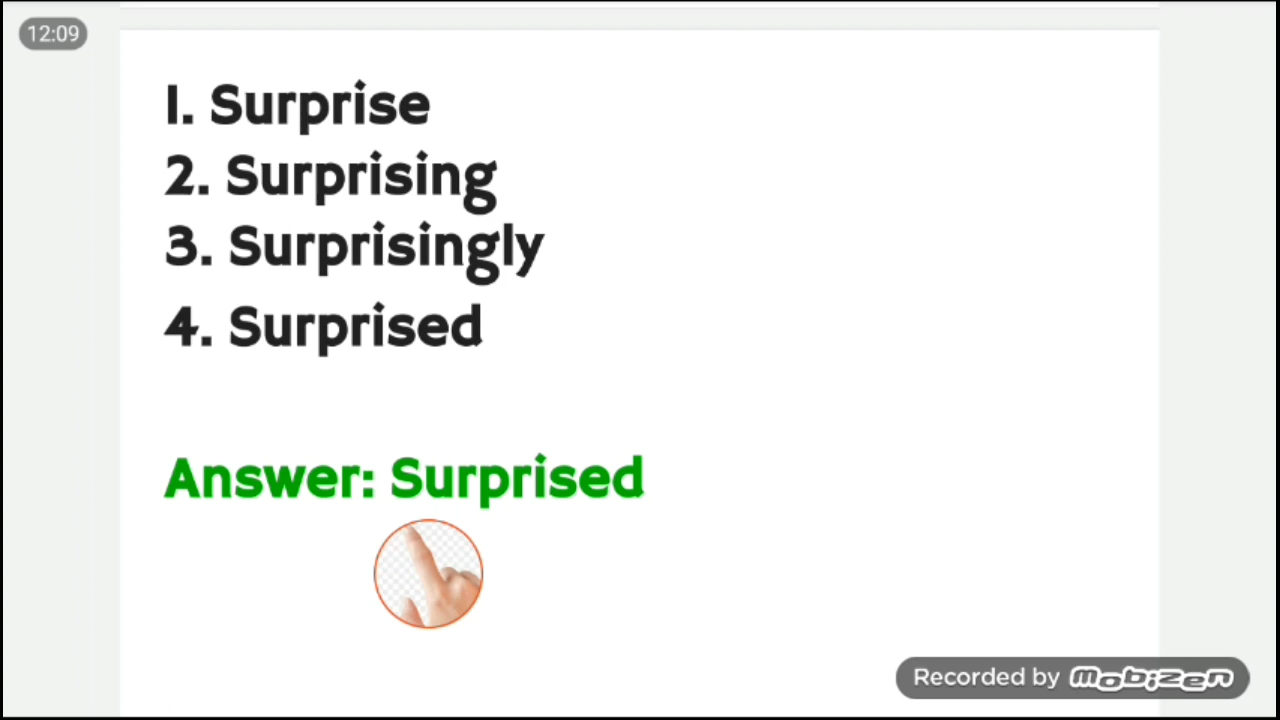 12:09
1. Surprise
2. Surprising
3. Surprisingly
4. Surprised
Answer: Surprised
Recorded by mobizen